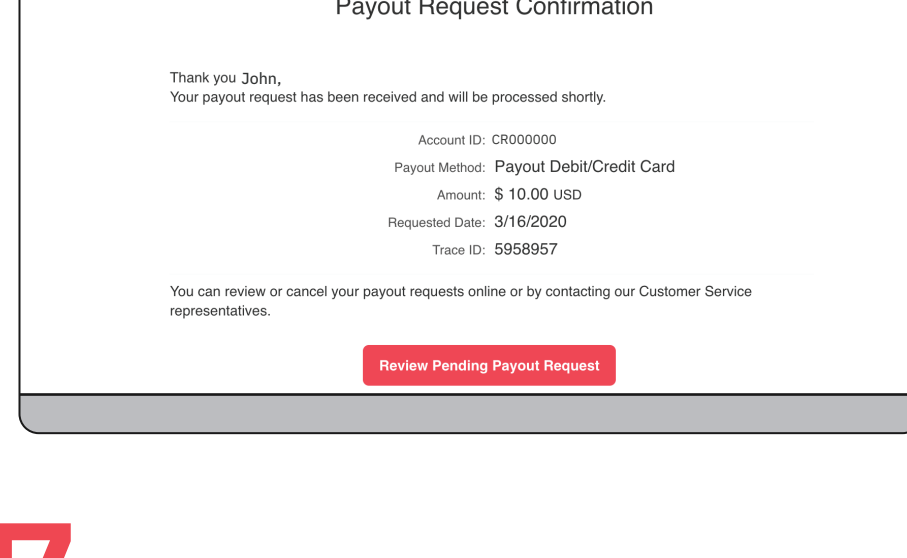 Payout Request Confirmation
Thank you John,
Your payout request has been received and will be processed shortly.
Account ID: CR000000
Payout Method: Payout Debit/Credit Card
Amount: $ 10.00 USD
Requested Date: 3/16/2020
Trace ID: 5958957
You can review or cancel your payout requests online or by contacting our Customer Service
representatives.
Review Pending Payout Request
7